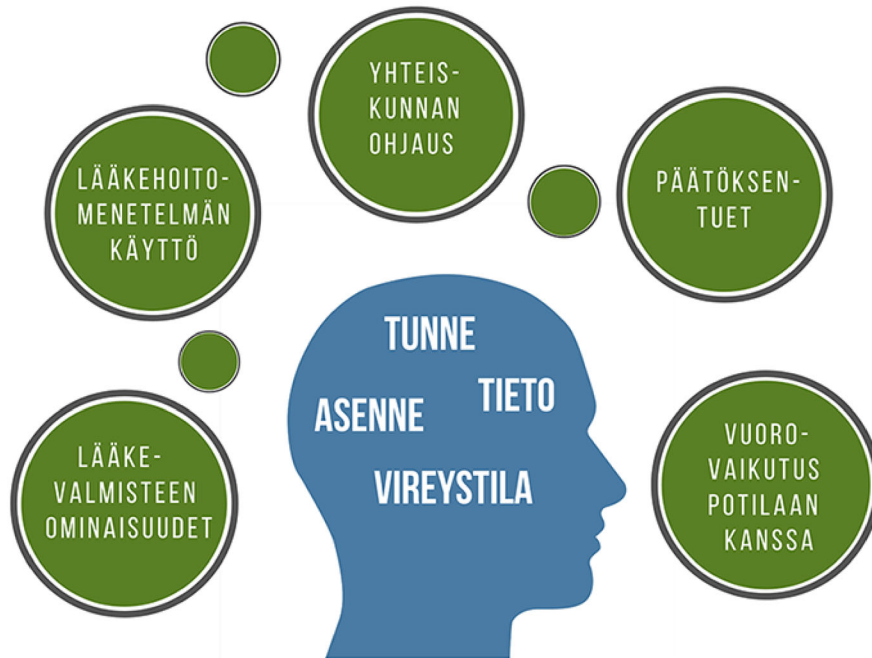 YHTEIS-
KUNNAN
OHJAUS
LÄÄKEHOITO-
MENETELMÄN
KÄYTTÖ
PÄÄTÖKSEN-
TUET
TUNNE
TIETO
ASENNE
VIREYSTILA
LÄÄKE-
VALMISTEEN
OMINAISUUDET
VUORO-
VAIKUTUS
POTILAAN
KANSSA